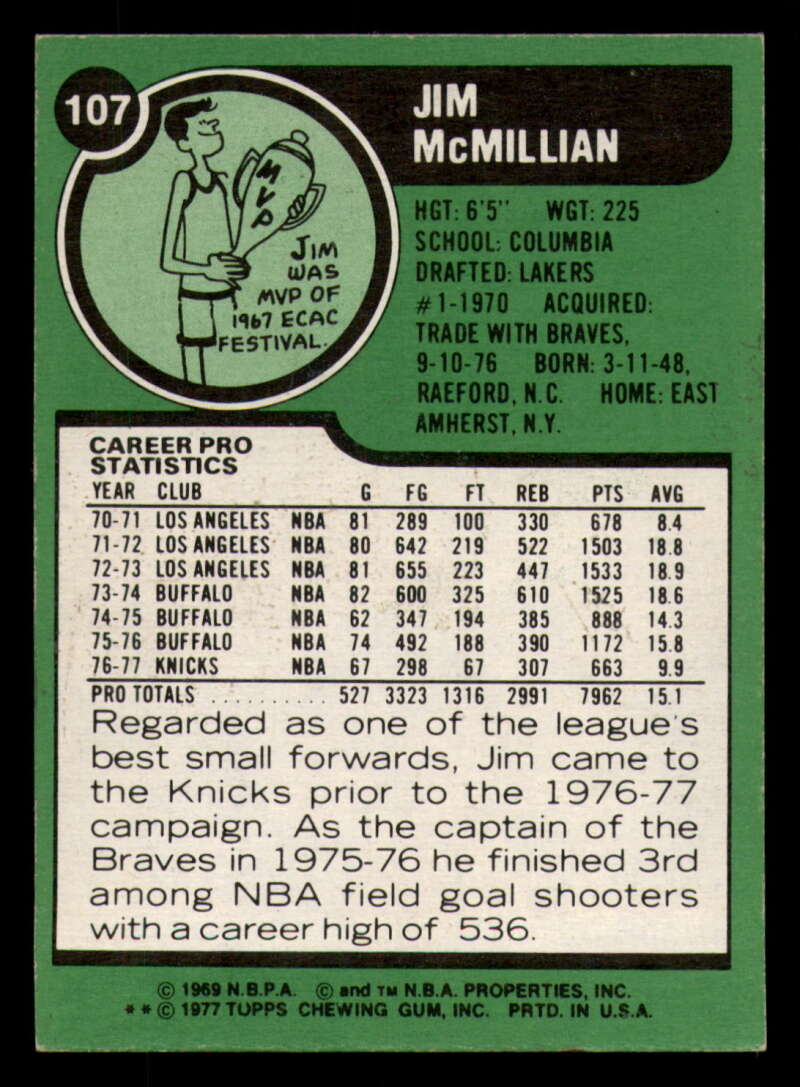 107
JIM
McMILLIAN
MVP
JIM
WAS
MVP OF
1967 ECAC
FESTIVAL.
HGT: 6'5" WGT: 225
SCHOOL: COLUMBIA
DRAFTED: LAKERS
#1-1970 ACQUIRED:
TRADE WITH BRAVES,
9-10-76 BORN: 3-11-48,
RAEFORD, N.C. HOME: EAST
AMHERST, N.Y.
CAREER PRO
STATISTICS
YEAR CLUB G FG FT REB PTS AVG
70-71 LOS ANGELES NBA 81 289 100 330 678 8.4
71-72 LOS ANGELES NBA 80 642 219 522 1503 18.8
72-73 LOS ANGELES NBA 81 655 223 447 1533 18.9
73-74 BUFFALO NBA 82 600 325 610 1525 18.6
74-75 BUFFALO NBA 62 347 194 385 888 14.3
75-76 BUFFALO NBA 74 492 188 390 1172 15.8
76-77 KNICKS NBA 67 298 67 307 663 9.9
PRO TOTALS .......... 527 3323 1316 2991 7962 15.1
Regarded as one of the league's
best small forwards, Jim came to
the Knicks prior to the 1976-77
campaign. As the captain of the
Braves in 1975-76 he finished 3rd
among NBA field goal shooters
with a career high of 536.
© 1969 N.B.P.A. © and TM N.B.A. PROPERTIES, INC.
**© 1977 TOPPS CHEWING GUM, INC. PRTD. IN U.S.A.